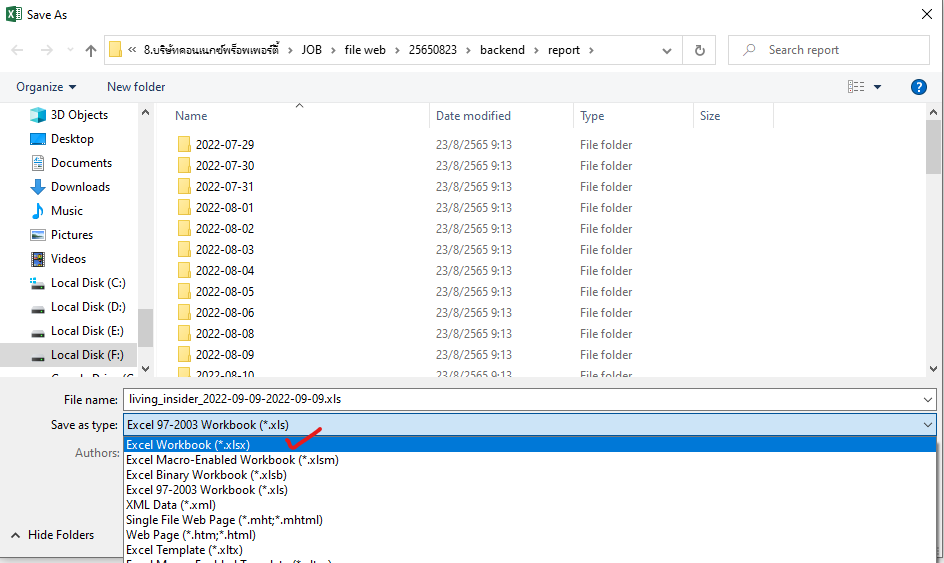 Save As
« 8.บริษัทคอนแนกซ์พร็อพเพอร์ตี้ > JOB > file web > 25650823 > backend > report >
Search report
Organize
New folder
Name
Date modified
Type
Size
3D Objects
Desktop
Documents
Downloads
Music
Pictures
Videos
Local Disk (C:)
Local Disk (D:)
Local Disk (E:)
Local Disk (F:)
2022-07-29 23/8/2565 9:13 File folder
2022-07-30 23/8/2565 9:13 File folder
2022-07-31 23/8/2565 9:13 File folder
2022-08-01 23/8/2565 9:13 File folder
2022-08-02 23/8/2565 9:13 File folder
2022-08-03 23/8/2565 9:13 File folder
2022-08-04 23/8/2565 9:13 File folder
2022-08-05 23/8/2565 9:13 File folder
2022-08-06 23/8/2565 9:13 File folder
2022-08-08 23/8/2565 9:13 File folder
2022-08-09 23/8/2565 9:13 File folder
2022-08-10 23/8/2565 9:13 File folder
File name: living_insider_2022-09-09-2022-09-09.xls
Save as type: Excel 97-2003 Workbook (*.xls)
Authors:
Excel Workbook (*.xlsx)
Excel Macro-Enabled Workbook (*.xlsm)
Excel Binary Workbook (*.xlsb)
Excel 97-2003 Workbook (*.xls)
XML Data (*.xml)
Single File Web Page (*.mht;*.mhtml)
Web Page (*.htm;*.html)
Excel Template (*.xltx)
Hide Folders